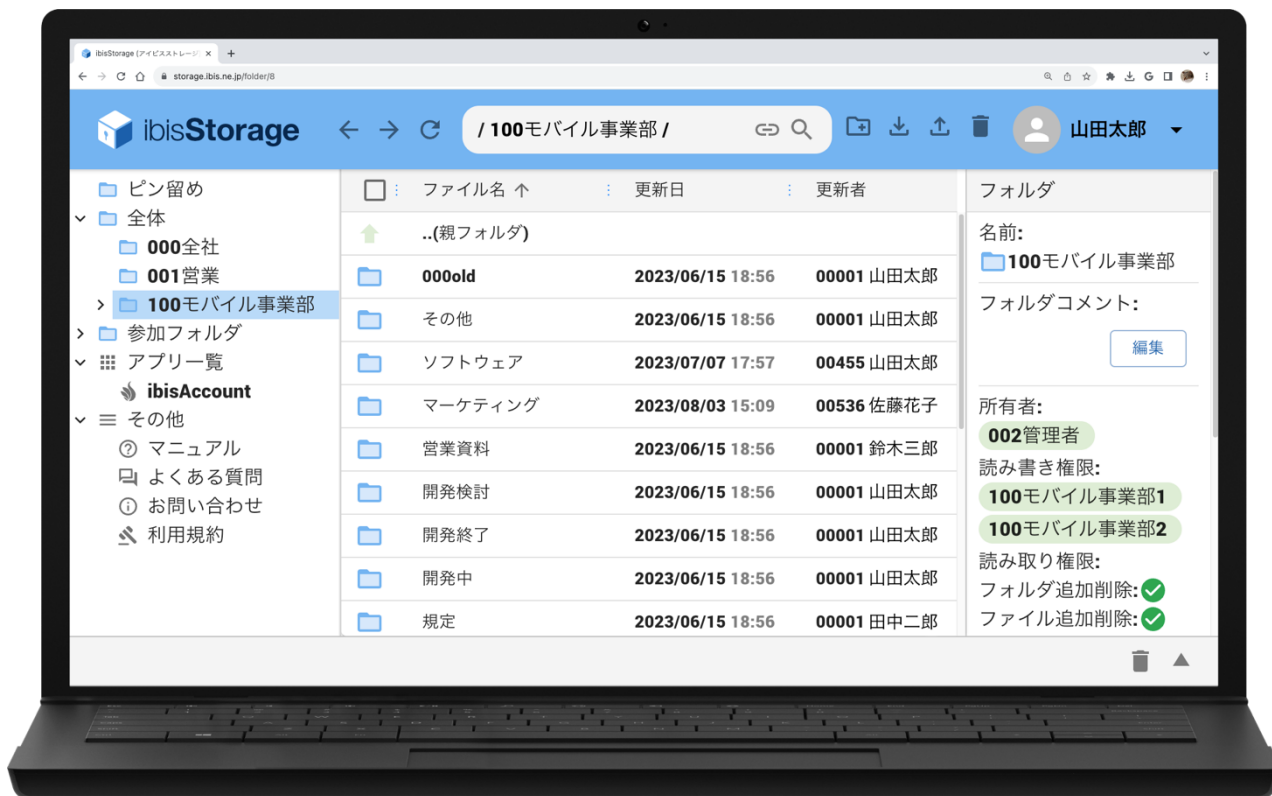 ibisStorage (アイビスストレージ
storage.ibis.ne.jp/folder/8
ibisStorage
/ 100モバイル事業部 /
山田太郎
ピン留め
全体
000全社
001営業
100モバイル事業部
参加フォルダ
アプリ一覧
ibisAccount
その他
マニュアル
よくある質問
お問い合わせ
利用規約
ファイル名 更新日 更新者
..(親フォルダ)
000old 2023/06/15 18:56 00001 山田太郎
その他 2023/06/15 18:56 00001 山田太郎
ソフトウェア 2023/07/07 17:57 00455 山田太郎
マーケティング 2023/08/03 15:09 00536 佐藤花子
営業資料 2023/06/15 18:56 00001 鈴木三郎
開発検討 2023/06/15 18:56 00001 山田太郎
開発終了 2023/06/15 18:56 00001 山田太郎
開発中 2023/06/15 18:56 00001 山田太郎
規定 2023/06/15 18:56 00001 田中二郎
フォルダ
名前:
100モバイル事業部
フォルダコメント:
編集
所有者:
002管理者
読み書き権限:
100モバイル事業部1
100モバイル事業部2
読み取り権限:
フォルダ追加削除:
ファイル追加削除: